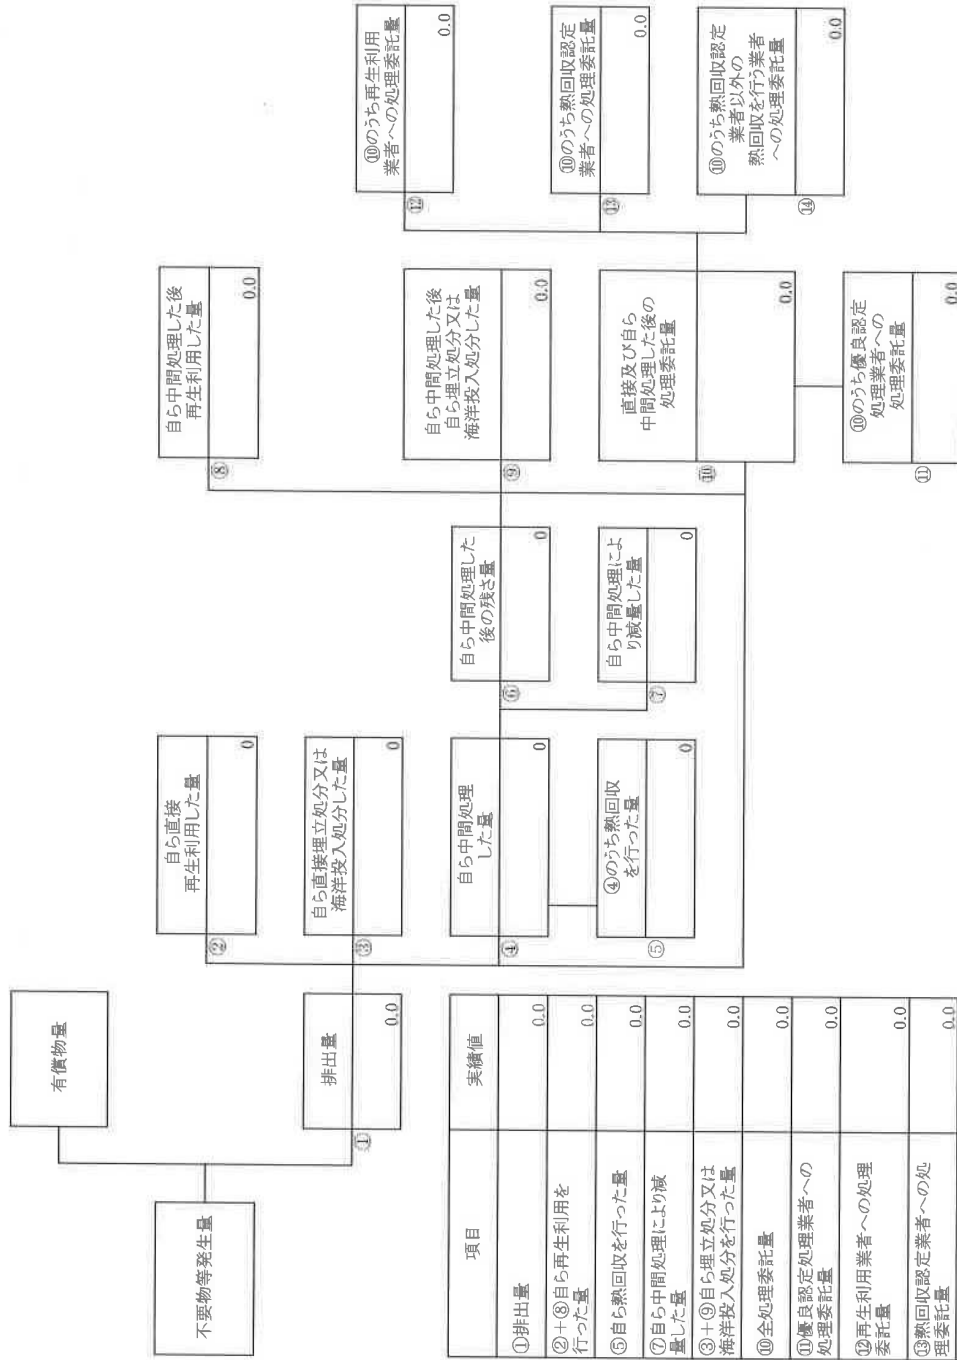 不要物等発生量
有償物量
①
排出量
0.0
②
自ら直接
再生利用した量
0
③
自ら直接埋立処分又は
海洋投入処分した量
0
④
自ら中間処理
した量
0
⑤
④のうち熱回収
を行った量
0
⑥
自ら中間処理した
後の残さ量
0
⑦
自ら中間処理によ
り減量した量
0
⑧
自ら中間処理した後
再生利用した量
0.0
⑨
自ら中間処理した後
自ら埋立処分又は
海洋投入処分した量
0.0
⑩
直接及び自ら
中間処理した後の
処理委託量
0.0
⑪
⑩のうち優良認定
処理業者への
処理委託量
0.0
⑫
⑩のうち再生利用
業者への処理委託量
0.0
⑬
⑩のうち熱回収認定
業者への処理委託量
0.0
⑭
⑩のうち熱回収認定
業者以外の
熱回収を行う業者
への処理委託量
0.0
項目
実績値
①排出量
0.0
②+⑧自ら再生利用を
行った量
0.0
⑤自ら熱回収を行った量
0.0
⑦自ら中間処理により減
量した量
0.0
③+⑨自ら埋立処分又は
海洋投入処分を行った量
0.0
⑩全処理委託量
0.0
⑪優良認定処理業者への
処理委託量
0.0
⑫再生利用業者への処理
委託量
0.0
⑬熱回収認定業者への処
理委託量
0.0